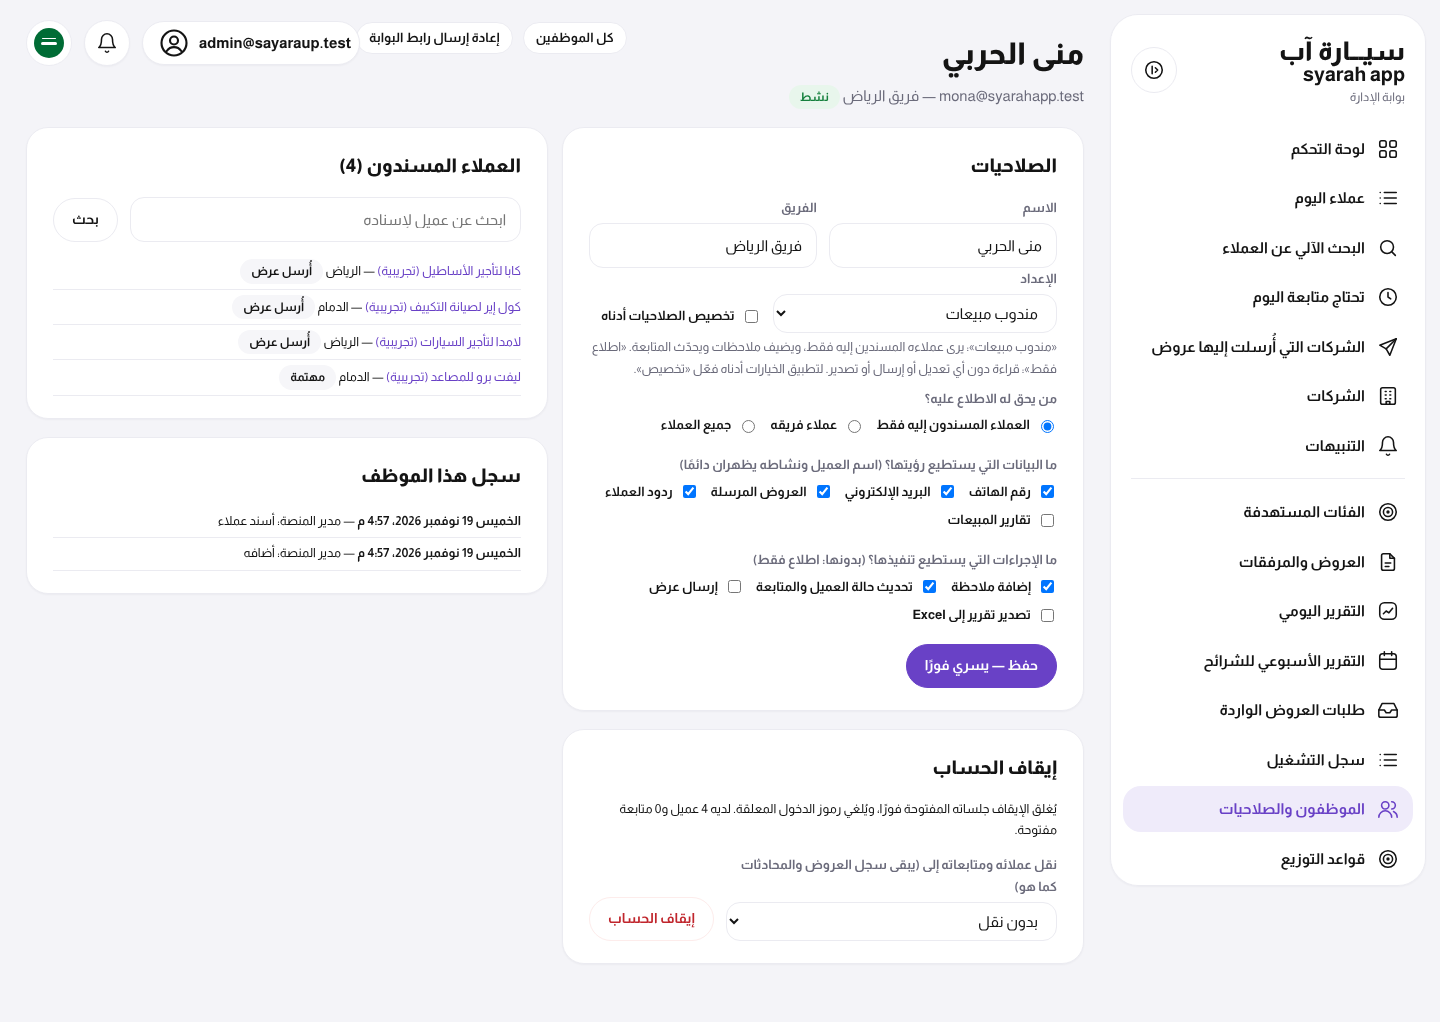 سيـارة آب
syarah app
بوابة الإدارة
لوحة التحكم
عملاء اليوم
البحث الآلي عن العملاء
تحتاج متابعة اليوم
الشركات التي أُرسلت إليها عروض
الشركات
التنبيهات
الفئات المستهدفة
العروض والمرفقات
التقرير اليومي
التقرير الأسبوعي للشرائح
طلبات العروض الواردة
سجل التشغيل
الموظفون والصلاحيات
قواعد التوزيع
كل الموظفين
إعادة إرسال رابط البوابة
admin@sayaraup.test
منى الحربي
mona@syarahapp.test — فريق الرياض نشط
الصلاحيات
الاسم
الفريق
منى الحربي
فريق الرياض
الإعداد
مندوب مبيعات
تخصيص الصلاحيات أدناه
«مندوب مبيعات»: يرى عملاءه المسندين إليه فقط، ويضيف ملاحظات ويحدّث المتابعة. «اطلاع
فقط»: قراءة دون أي تعديل أو إرسال أو تصدير. لتطبيق الخيارات أدناه فعّل «تخصيص».
من يحق له الاطلاع عليه؟
العملاء المسندون إليه فقط
عملاء فريقه
جميع العملاء
ما البيانات التي يستطيع رؤيتها؟ (اسم العميل ونشاطه يظهران دائمًا)
رقم الهاتف
البريد الإلكتروني
العروض المرسلة
ردود العملاء
تقارير المبيعات
ما الإجراءات التي يستطيع تنفيذها؟ (بدونها: اطلاع فقط)
إضافة ملاحظة
تحديث حالة العميل والمتابعة
إرسال عرض
تصدير تقرير إلى Excel
حفظ — يسري فورًا
إيقاف الحساب
يُغلق الإيقاف جلساته المفتوحة فورًا، ويُلغي رموز الدخول المعلقة. لديه 4 عميل و0 متابعة
مفتوحة.
نقل عملائه ومتابعاته إلى (يبقى سجل العروض والمحادثات
كما هو)
بدون نقل
إيقاف الحساب
العملاء المسندون (4)
ابحث عن عميل لإسناده
بحث
كابا لتأجير الأساطيل (تجريبية) — الرياض أُرسل عرض
كول إير لصيانة التكييف (تجريبية) — الدمام أُرسل عرض
لامدا لتأجير السيارات (تجريبية) — الرياض أُرسل عرض
ليفت برو للمصاعد (تجريبية) — الدمام مهتمة
سجل هذا الموظف
الخميس 19 نوفمبر 2026، 4:57 م — مدير المنصة: أسند عملاء
الخميس 19 نوفمبر 2026، 4:57 م — مدير المنصة: أضافه